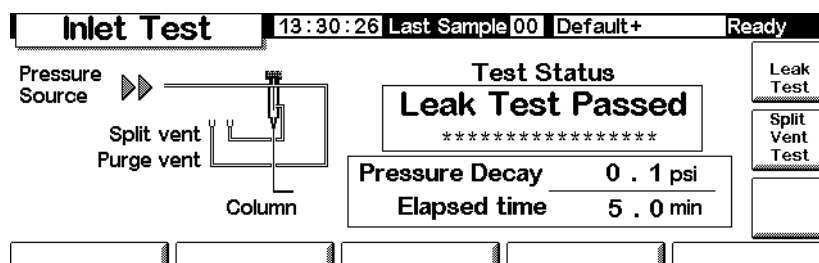 Inlet Test 13:30:26 Last Sample 00 Default+ Ready
Pressure
Source
Split vent
Purge vent
Column
Test Status
Leak Test Passed
*****************
Pressure Decay 0 . 1 psi
Elapsed time 5 . 0 min
Leak
Test
Split
Vent
Test